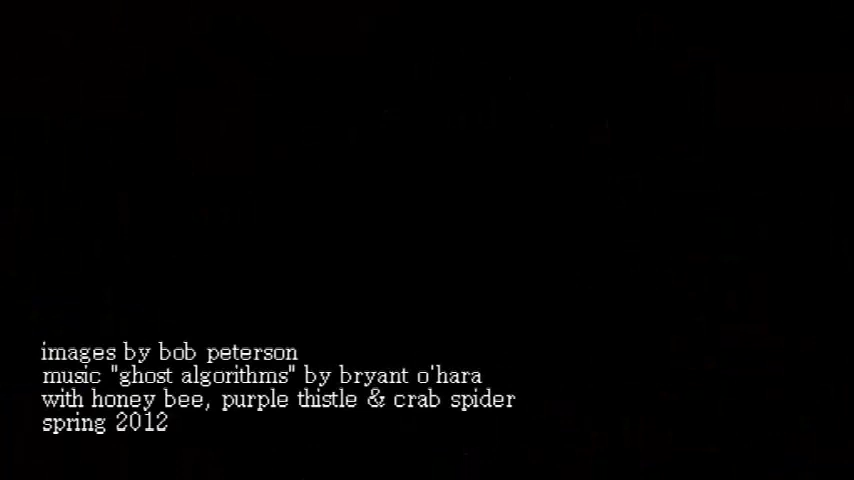 images by bob peterson
music "ghost algorithms" by bryant o'hara
with honey bee, purple thistle & crab spider
spring 2012